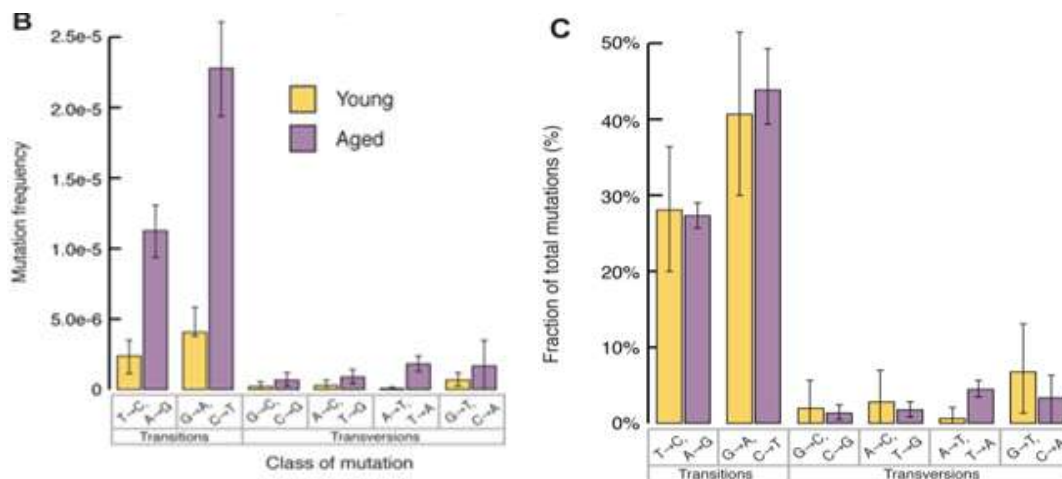 B
2.5e-5
2.0e-5
1.5e-5
1.0e-5
5.0e-6
0
Mutation frequency
Young
Aged
T→C, A→G
G→A, C→T
G→C, C→G
A→C, T→G
A→T, T→A
G→T, C→A
Transitions
Transversions
Class of mutation
C
50%
40%
30%
20%
10%
0%
Fraction of total mutations (%)
T→C, A→G
G→A, C→T
G→C, C→G
A→C, T→G
A→T, T→A
G→T, C→A
Transitions
Transversions